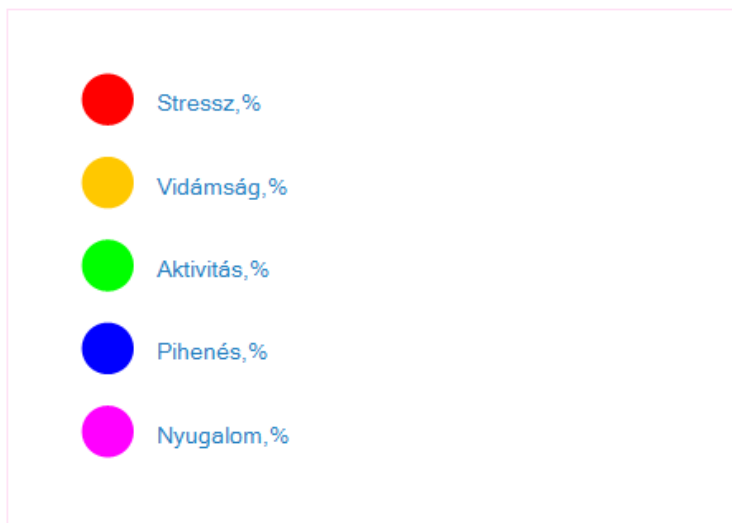 Stressz,%
Vidámság,%
Aktivitás,%
Pihenés,%
Nyugalom,%